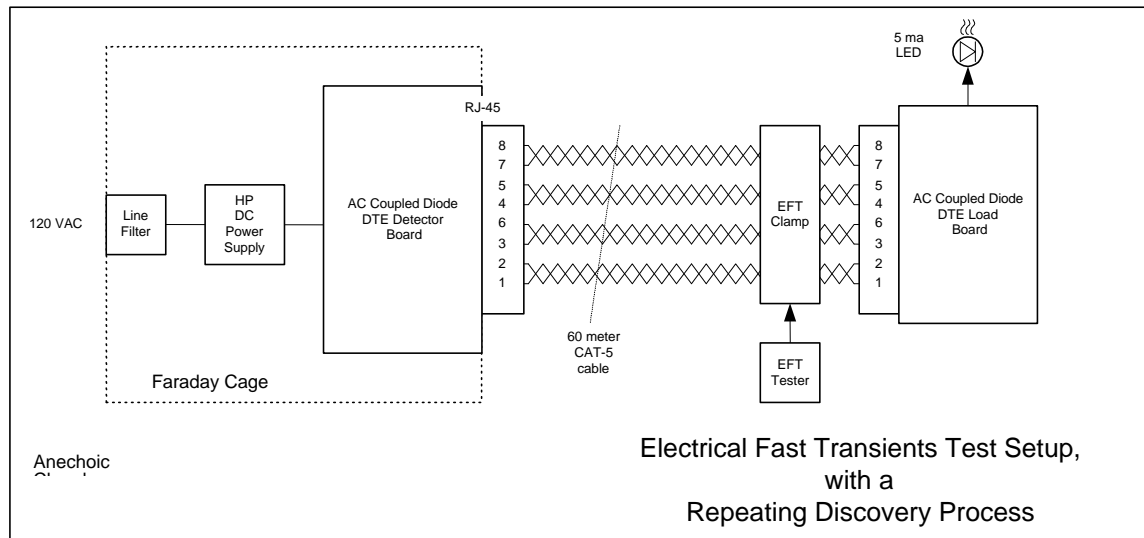 5 ma
LED
RJ-45
8
7
5
4
6
3
2
1
8
7
5
4
6
3
2
1
120 VAC
Line
Filter
HP
DC
Power
Supply
AC Coupled Diode
DTE Detector
Board
EFT
Clamp
AC Coupled Diode
DTE Load
Board
60 meter
CAT-5
cable
EFT
Tester
Faraday Cage
Anechoic
Electrical Fast Transients Test Setup,
with a
Repeating Discovery Process